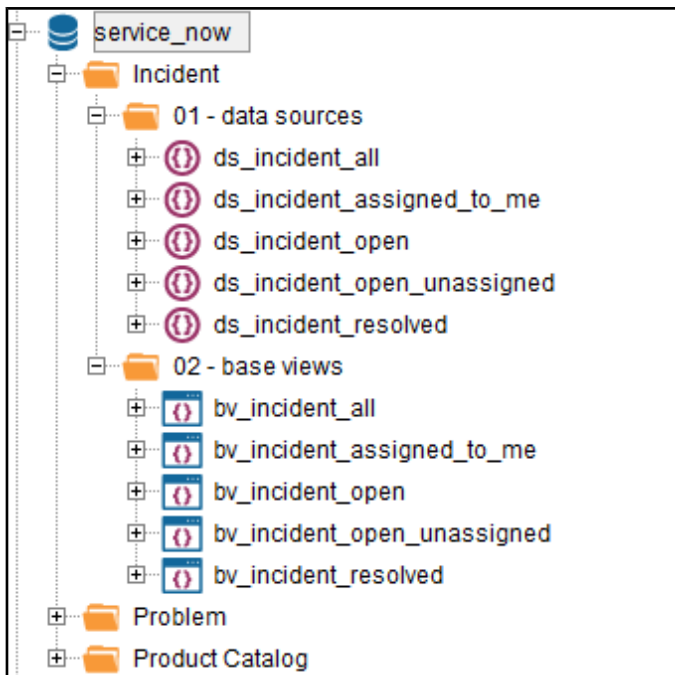 service_now
Incident
01 - data sources
ds_incident_all
ds_incident_assigned_to_me
ds_incident_open
ds_incident_open_unassigned
ds_incident_resolved
02 - base views
bv_incident_all
bv_incident_assigned_to_me
bv_incident_open
bv_incident_open_unassigned
bv_incident_resolved
Problem
Product Catalog